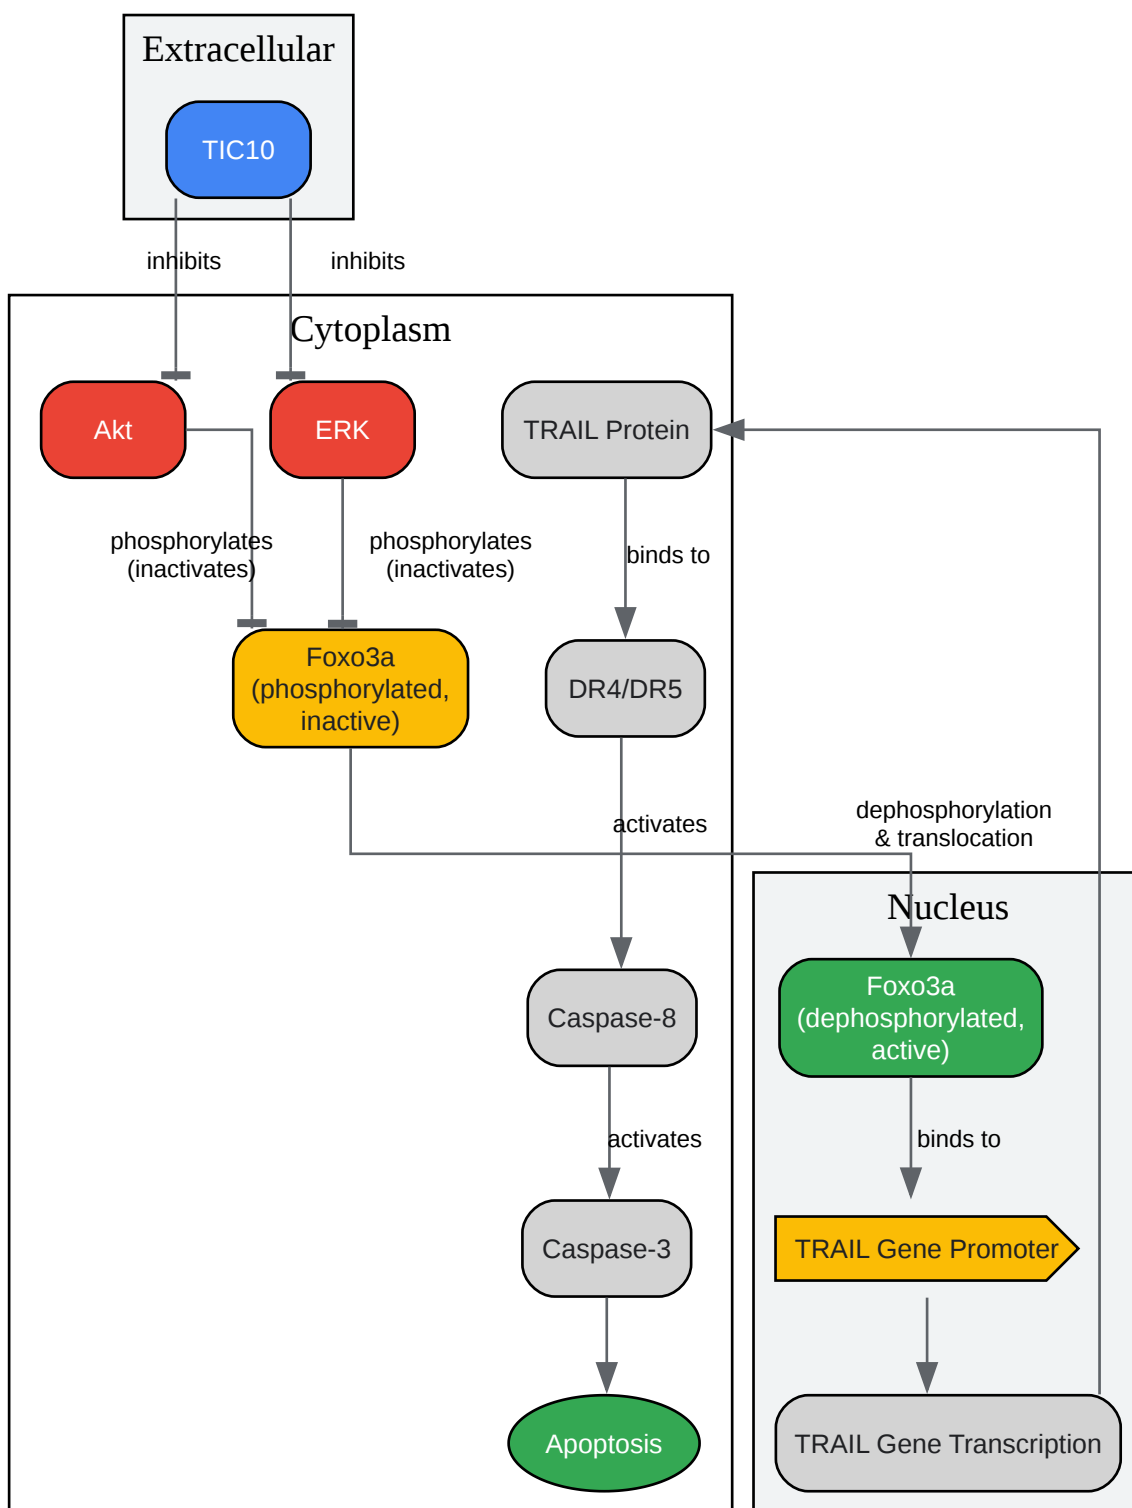 Extracellular
TIC10
inhibits
inhibits
Cytoplasm
Akt
ERK
TRAIL Protein
phosphorylates
(inactivates)
phosphorylates
(inactivates)
binds to
Foxo3a
(phosphorylated,
inactive)
DR4/DR5
activates
dephosphorylation
& translocation
Nucleus
Foxo3a
(dephosphorylated,
active)
Caspase-8
activates
binds to
Caspase-3
TRAIL Gene Promoter
Apoptosis
TRAIL Gene Transcription